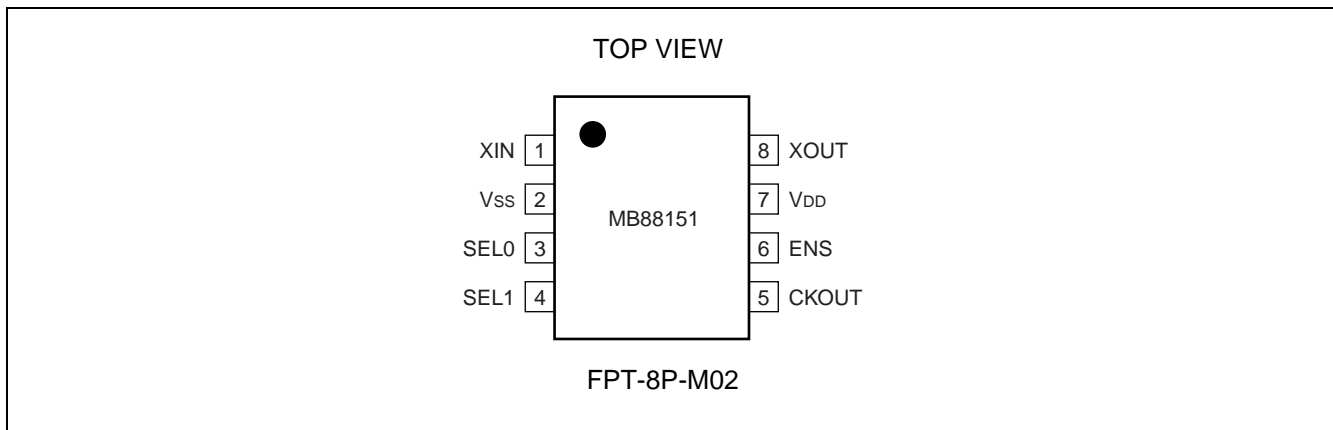 TOP VIEW
XIN 1 8 XOUT
VSS 2 7 VDD
MB88151
SEL0 3 6 ENS
SEL1 4 5 CKOUT
FPT-8P-M02